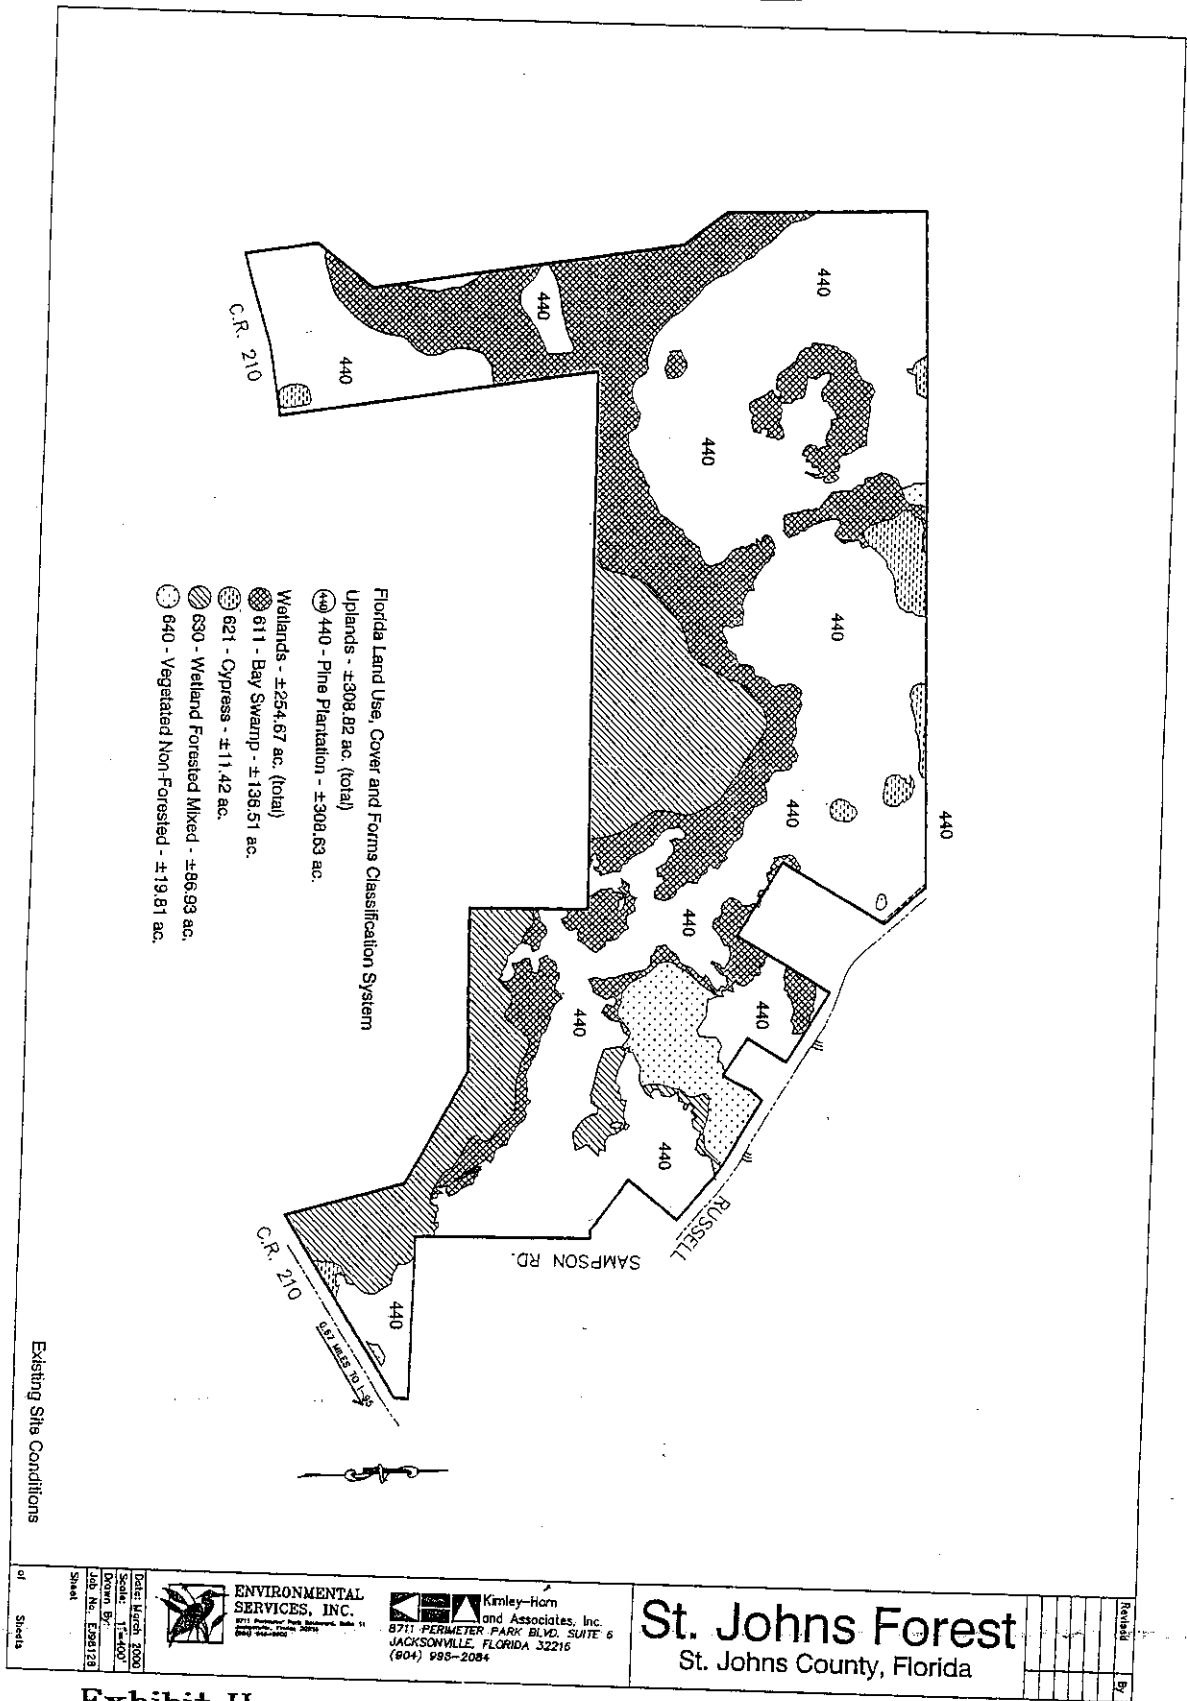 440
440
440
440
440
440
440
440
440
440
440
440
C.R. 210
RUSSELL
SAMPSON RD.
C.R. 210
0.67 MILES TO I-95
Florida Land Use, Cover and Forms Classification System
Uplands - ±308.82 ac. (total)
440 440 - Pine Plantation - ±308.63 ac.
Wetlands - ±254.67 ac. (total)
611 - Bay Swamp - ±136.51 ac.
621 - Cypress - ±11.42 ac.
630 - Wetland Forested Mixed - ±86.93 ac.
640 - Vegetated Non-Forested - ±19.81 ac.
Existing Site Conditions
Revised By
St. Johns Forest
St. Johns County, Florida
Kimley-Horn
and Associates, Inc.
8711 PERIMETER PARK BLVD. SUITE 6
JACKSONVILLE, FLORIDA 32216
(904) 998-2084
ENVIRONMENTAL
SERVICES, INC.
Date: March 2000
Scale: 1"=400'
Drawn By:
Job No. EJ98128
Sheet
of Sheets
Exhibit H